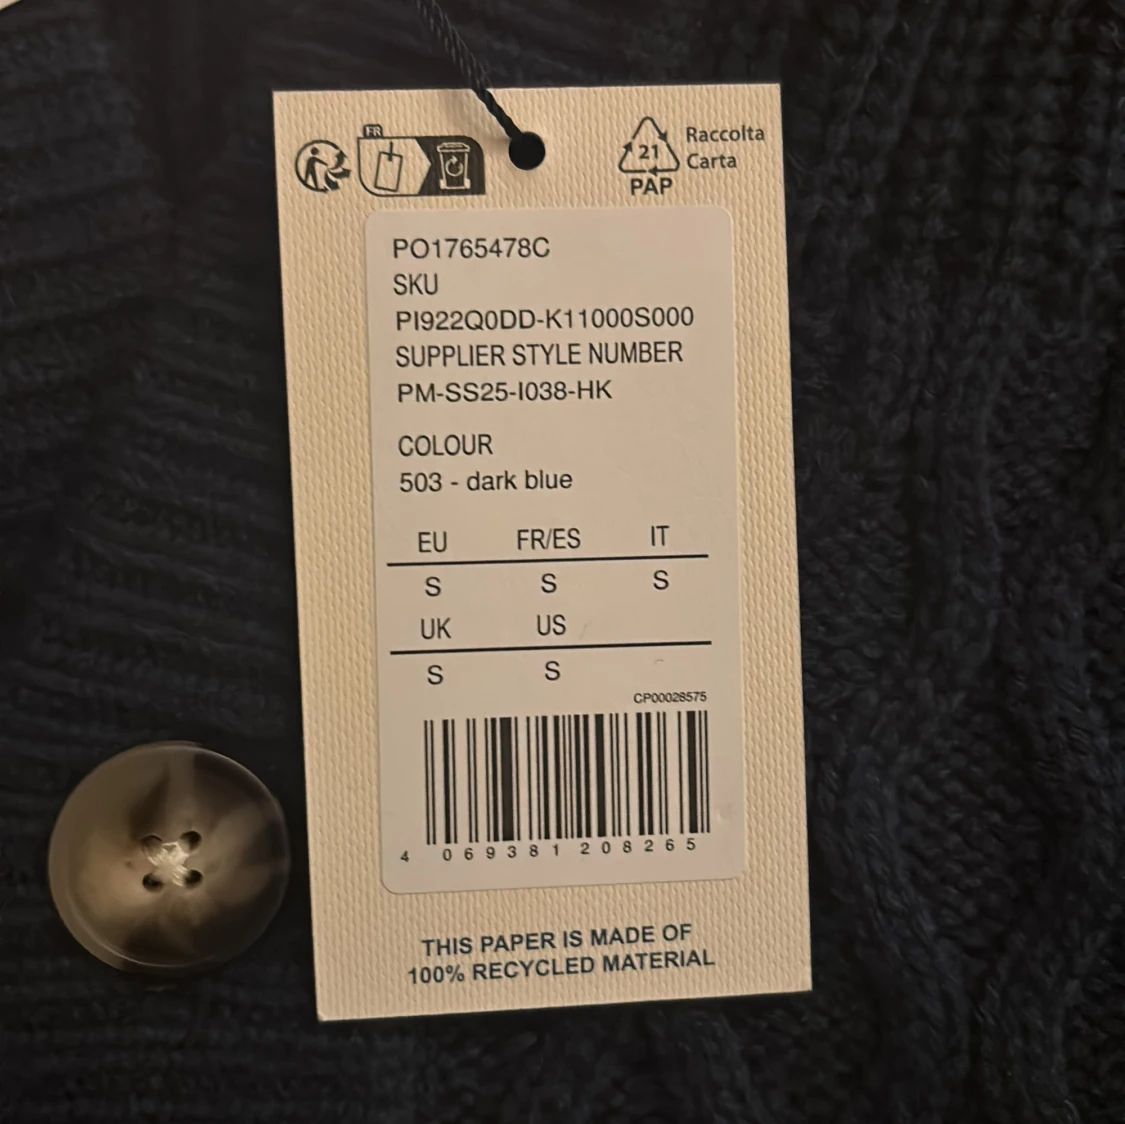 FR
21
PAP
Raccolta
Carta
PO1765478C
SKU
PI922Q0DD-K11000S000
SUPPLIER STYLE NUMBER
PM-SS25-I038-HK
COLOUR
503 - dark blue
EU FR/ES IT
S S S
UK US
S S
CP00028575
4 069381 208265
THIS PAPER IS MADE OF
100% RECYCLED MATERIAL